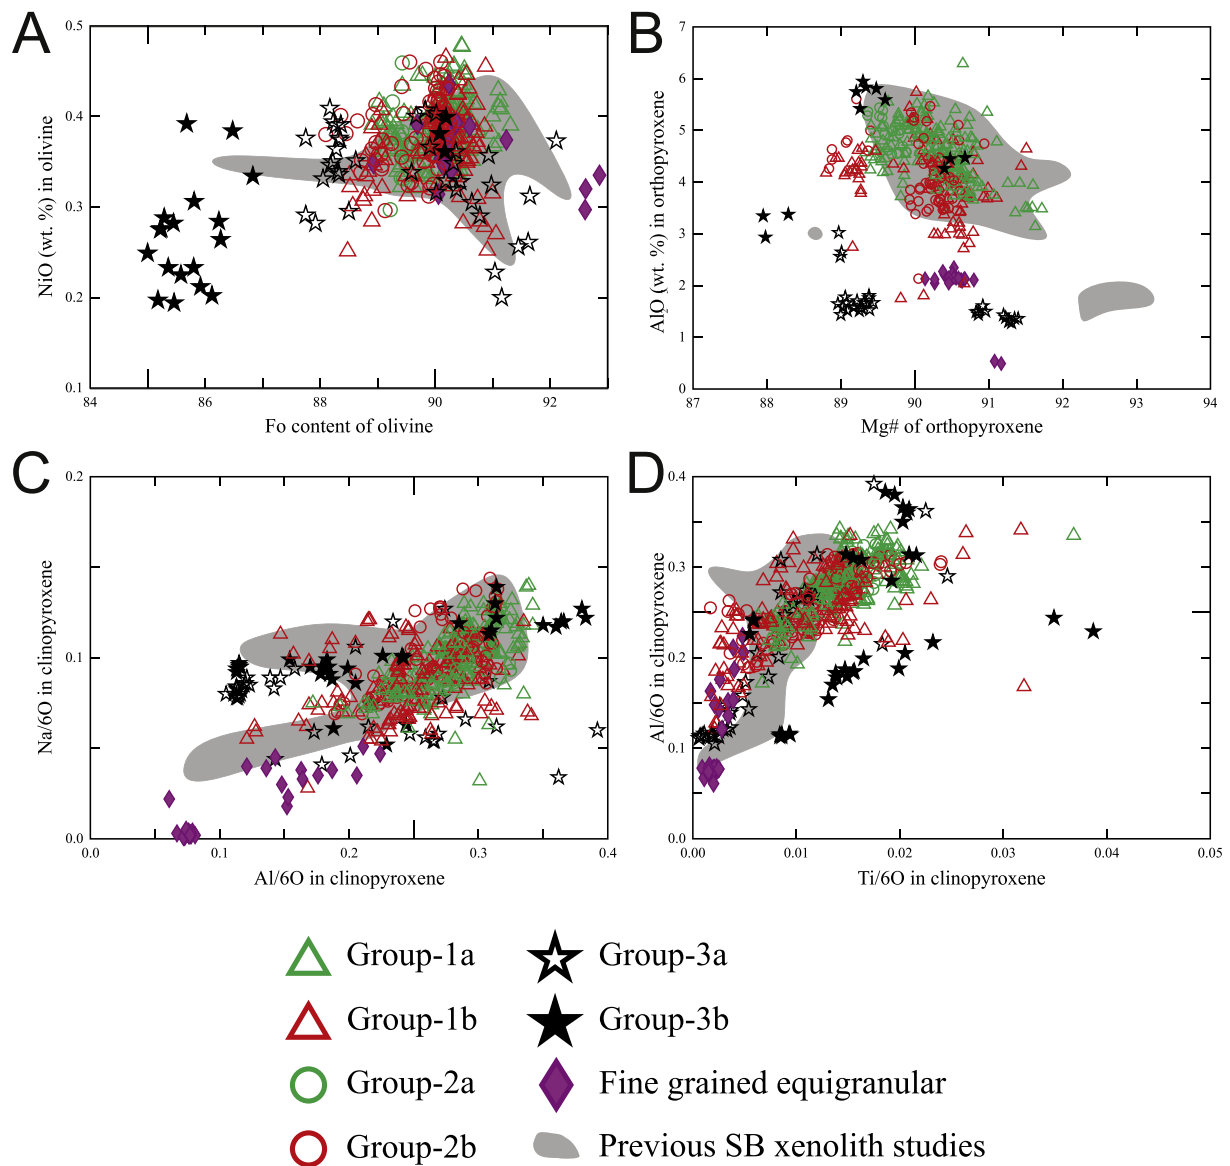 A
0.5
0.4
0.3
0.2
0.1
NiO (wt. %) in olivine
84
86
88
90
92
Fo content of olivine
B
7
6
5
4
3
2
1
0
Al₂O (wt. %) in orthopyroxene
87
88
89
90
91
92
93
94
Mg# of orthopyroxene
C
0.2
0.1
0.0
Na/6O in clinopyroxene
0.0
0.1
0.2
0.3
0.4
Al/6O in clinopyroxene
D
0.4
0.3
0.2
0.1
0.0
Al/6O in clinopyroxene
0.00
0.01
0.02
0.03
0.04
0.05
Ti/6O in clinopyroxene
Group-1a
Group-1b
Group-2a
Group-2b
Group-3a
Group-3b
Fine grained equigranular
Previous SB xenolith studies